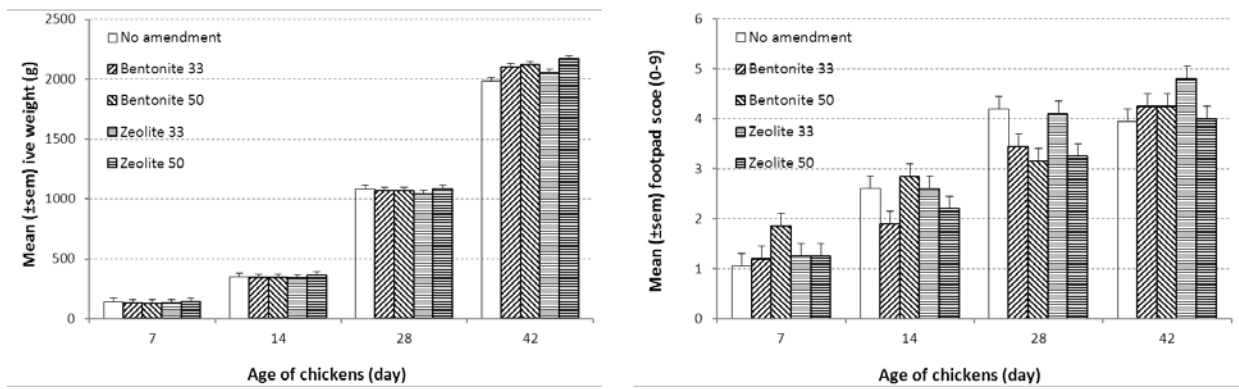 Mean (±sem) ive weight (g)
2500
2000
1500
1000
500
0
No amendment
Bentonite 33
Bentonite 50
Zeolite 33
Zeolite 50
7 14 28 42
Age of chickens (day)
Mean (±sem) footpad scoe (0-9)
6
5
4
3
2
1
0
No amendment
Bentonite 33
Bentonite 50
Zeolite 33
Zeolite 50
7 14 28 42
Age of chickens (day)